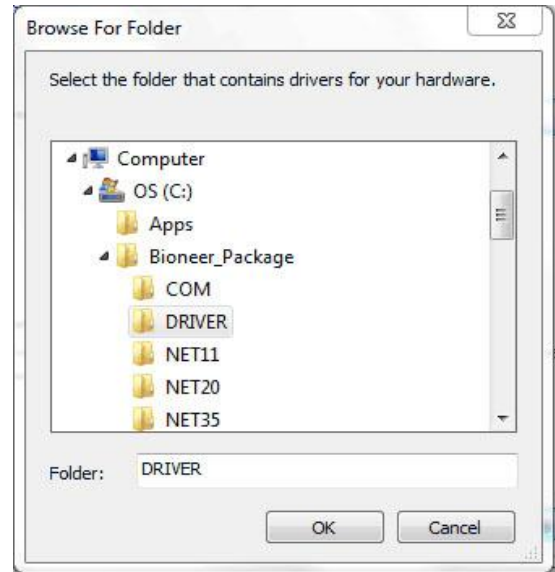 Browse For Folder
Select the folder that contains drivers for your hardware.
Computer
OS (C:)
Apps
Bioneer_Package
COM
DRIVER
NET11
NET20
NET35
Folder: DRIVER
OK Cancel